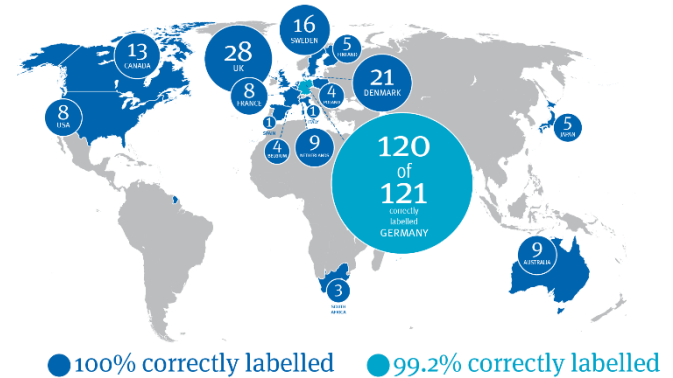 16
SWEDEN
5
FINLAND
13
CANADA
28
UK
21
DENMARK
8
FRANCE
4
POLAND
8
USA
1
SPAIN
1
ITALY
4
BELGIUM
9
NETHERLANDS
5
JAPAN
120
of
121
correctly
labelled
GERMANY
9
AUSTRALIA
3
SOUTH
AFRICA
100% correctly labelled
99.2% correctly labelled